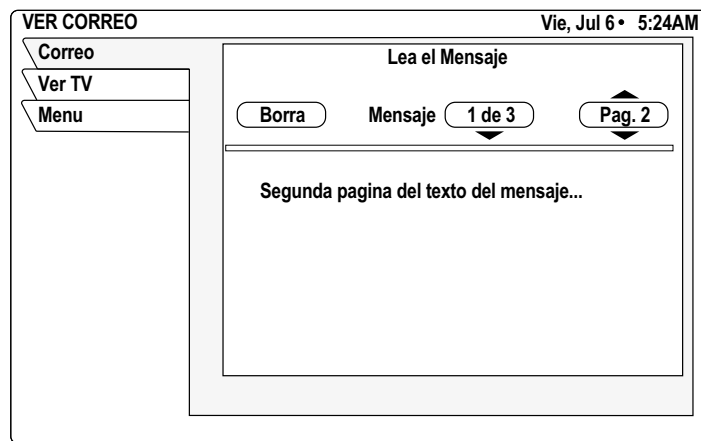 VER CORREO Vie, Jul 6 • 5:24AM
Correo
Ver TV
Menu
Lea el Mensaje
Borra Mensaje 1 de 3 Pag. 2
Segunda pagina del texto del mensaje...